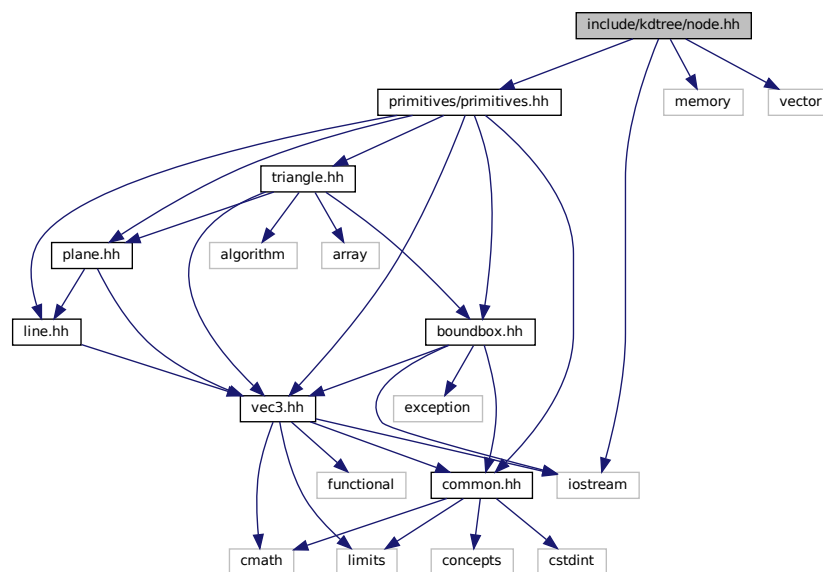 include/kdtree/node.hh
primitives/primitives.hh
memory
vector
triangle.hh
plane.hh
algorithm
array
line.hh
boundbox.hh
vec3.hh
exception
functional
common.hh
iostream
cmath
limits
concepts
cstdint